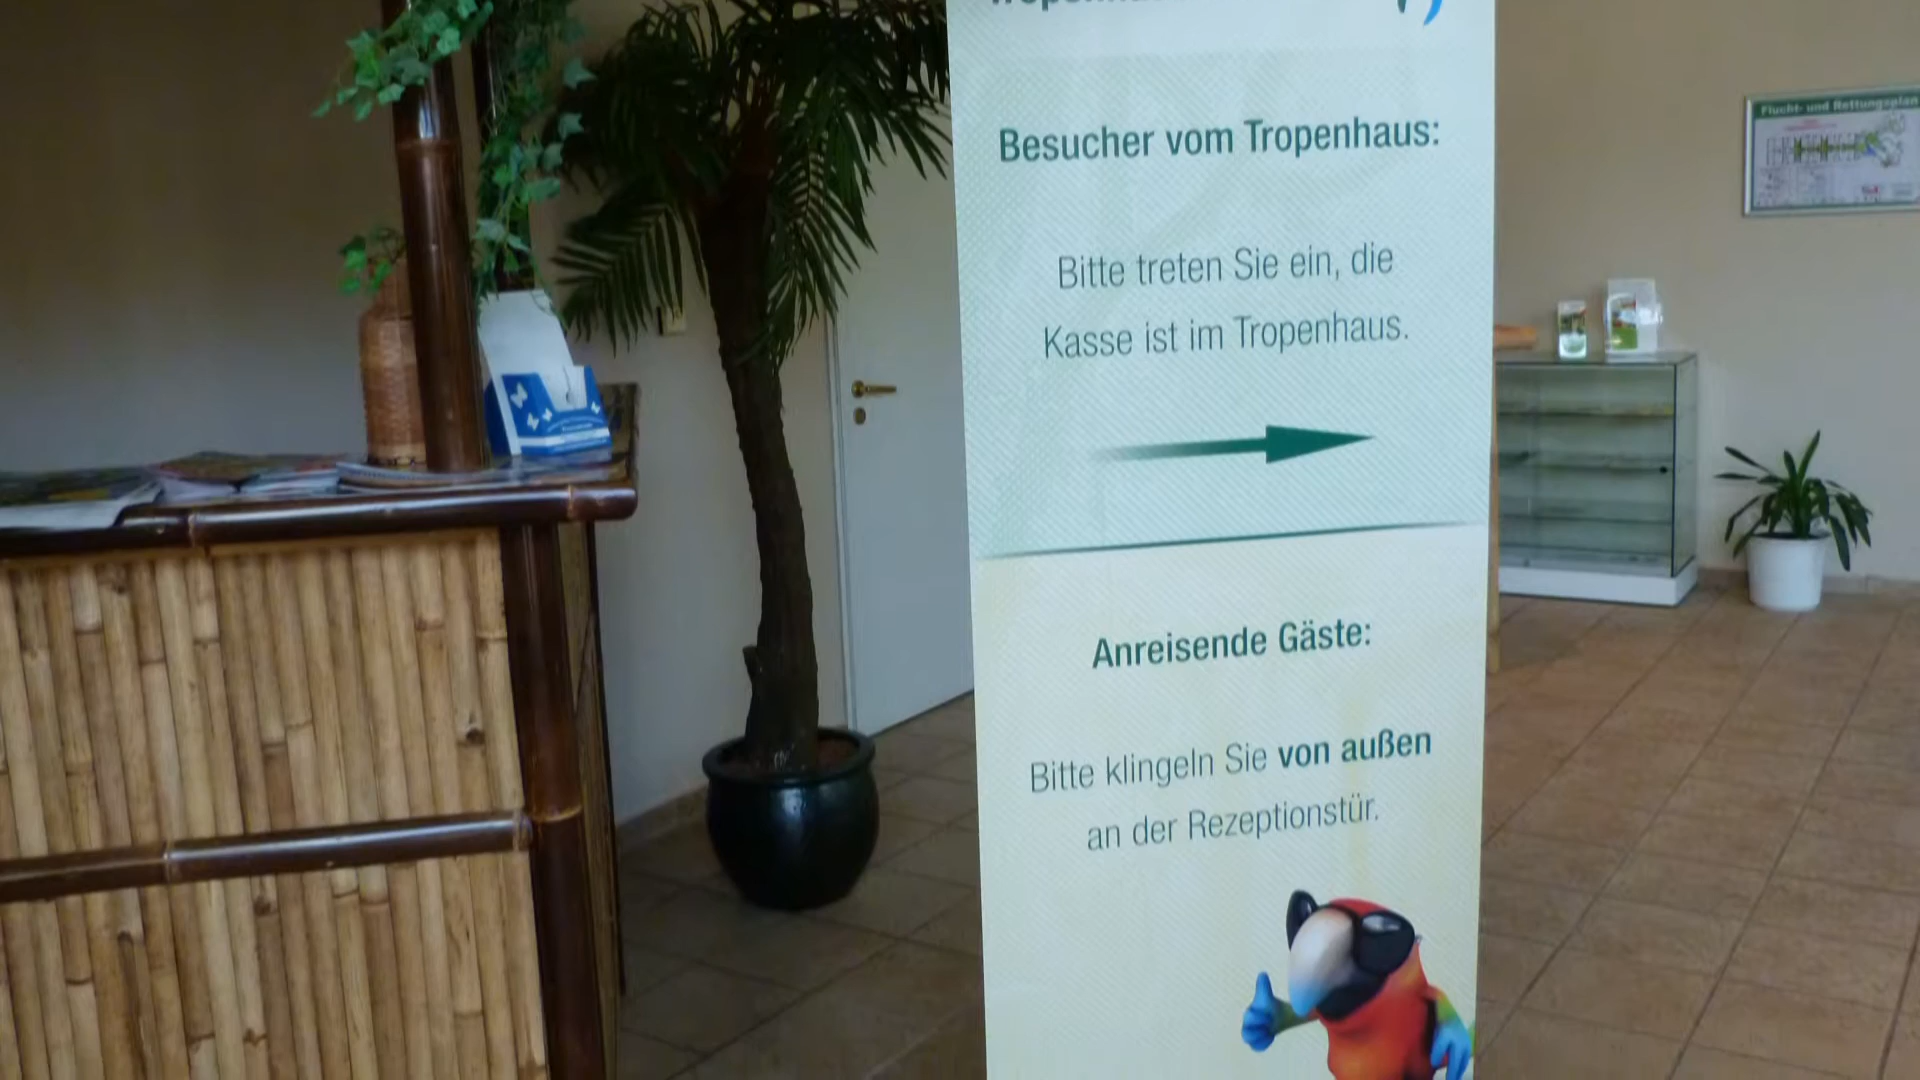 Besucher vom Tropenhaus:
Bitte treten Sie ein, die
Kasse ist im Tropenhaus.
Anreisende Gäste:
Bitte klingeln Sie von außen
an der Rezeptionstür.
Flucht- und Rettungsplan